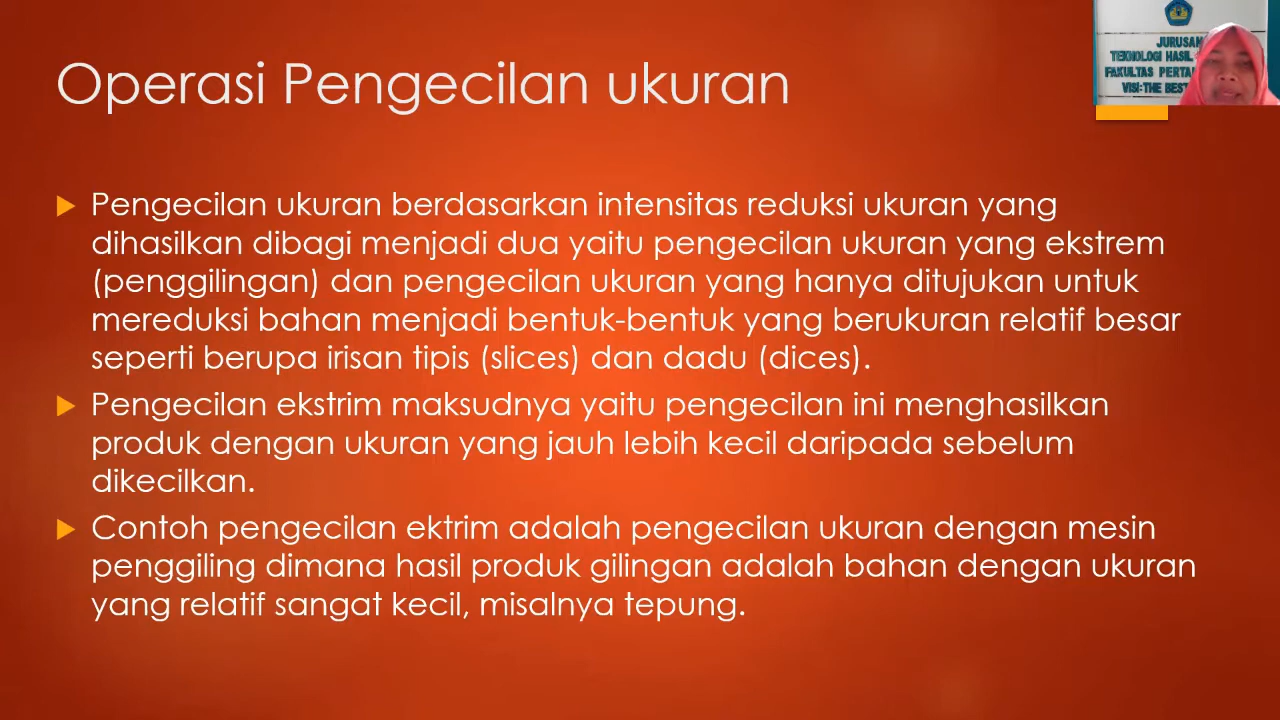 Operasi Pengecilan ukuran
JURUSAN
TEKNOLOGI HASIL
FAKULTAS
VISI:THE BEST
Pengecilan ukuran berdasarkan intensitas reduksi ukuran yang
dihasilkan dibagi menjadi dua yaitu pengecilan ukuran yang ekstrem
(penggilingan) dan pengecilan ukuran yang hanya ditujukan untuk
mereduksi bahan menjadi bentuk-bentuk yang berukuran relatif besar
seperti berupa irisan tipis (slices) dan dadu (dices).
Pengecilan ekstrim maksudnya yaitu pengecilan ini menghasilkan
produk dengan ukuran yang jauh lebih kecil daripada sebelum
dikecilkan.
Contoh pengecilan ektrim adalah pengecilan ukuran dengan mesin
penggiling dimana hasil produk gilingan adalah bahan dengan ukuran
yang relatif sangat kecil, misalnya tepung.